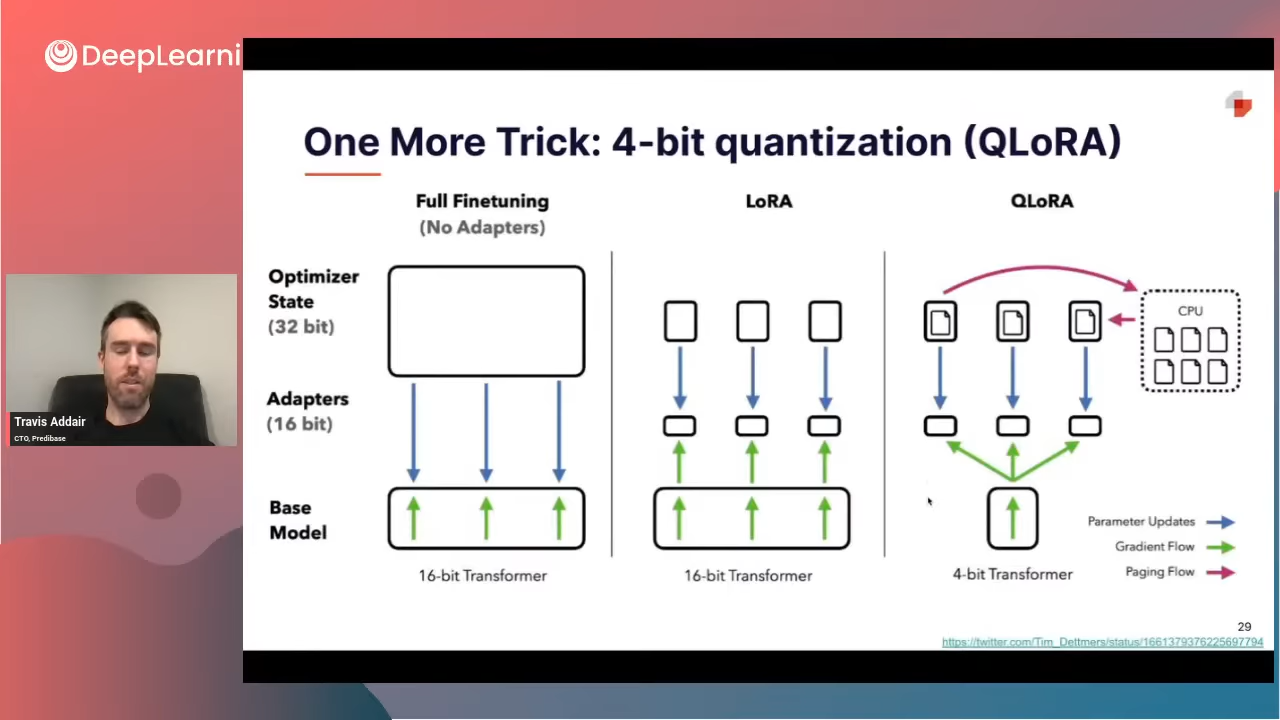 DeepLearni
One More Trick: 4-bit quantization (QLoRA)
Full Finetuning
(No Adapters)
LoRA
QLoRA
Optimizer
State
(32 bit)
CPU
Adapters
(16 bit)
Travis Addair
CTO, Predibase
Base
Model
Parameter Updates
Gradient Flow
Paging Flow
16-bit Transformer
16-bit Transformer
4-bit Transformer
29
https://twitter.com/Tim_Dettmers/status/1661379376225697794